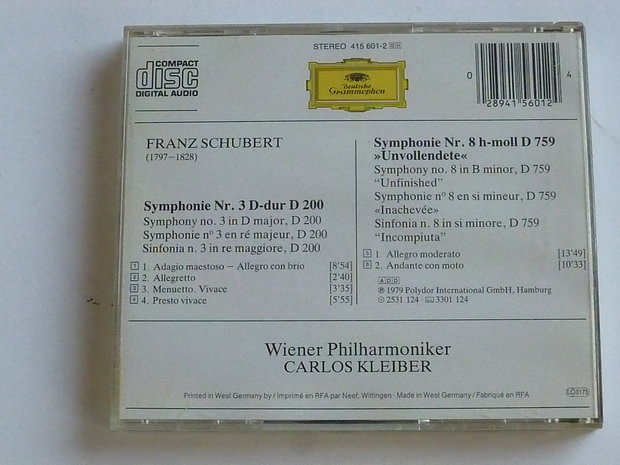 STEREO 415 601-2 GH
COMPACT
disc
DIGITAL AUDIO
Deutsche
Grammophon
0
28941 56012
4
FRANZ SCHUBERT
(1797–1828)
Symphonie Nr. 3 D-dur D 200
Symphony no. 3 in D major, D 200
Symphonie nº 3 en ré majeur, D 200
Sinfonia n. 3 in re maggiore, D 200
1 1. Adagio maestoso – Allegro con brio [8'54]
2 2. Allegretto [2'40]
3 3. Menuetto. Vivace [3'35]
4 4. Presto vivace [5'55]
Symphonie Nr. 8 h-moll D 759
»Unvollendete«
Symphony no. 8 in B minor, D 759
“Unfinished”
Symphonie nº 8 en si mineur, D 759
«Inachevée»
Sinfonia n. 8 in si minore, D 759
“Incompiuta”
5 1. Allegro moderato [13'49]
6 2. Andante con moto [10'33]
ADD
℗ 1979 Polydor International GmbH, Hamburg
2531 124 · 3301 124
Wiener Philharmoniker
CARLOS KLEIBER
Printed in West Germany by / Imprimé en RFA par Neef, Wittingen · Made in West Germany / Fabriqué en RFA
LC 0173